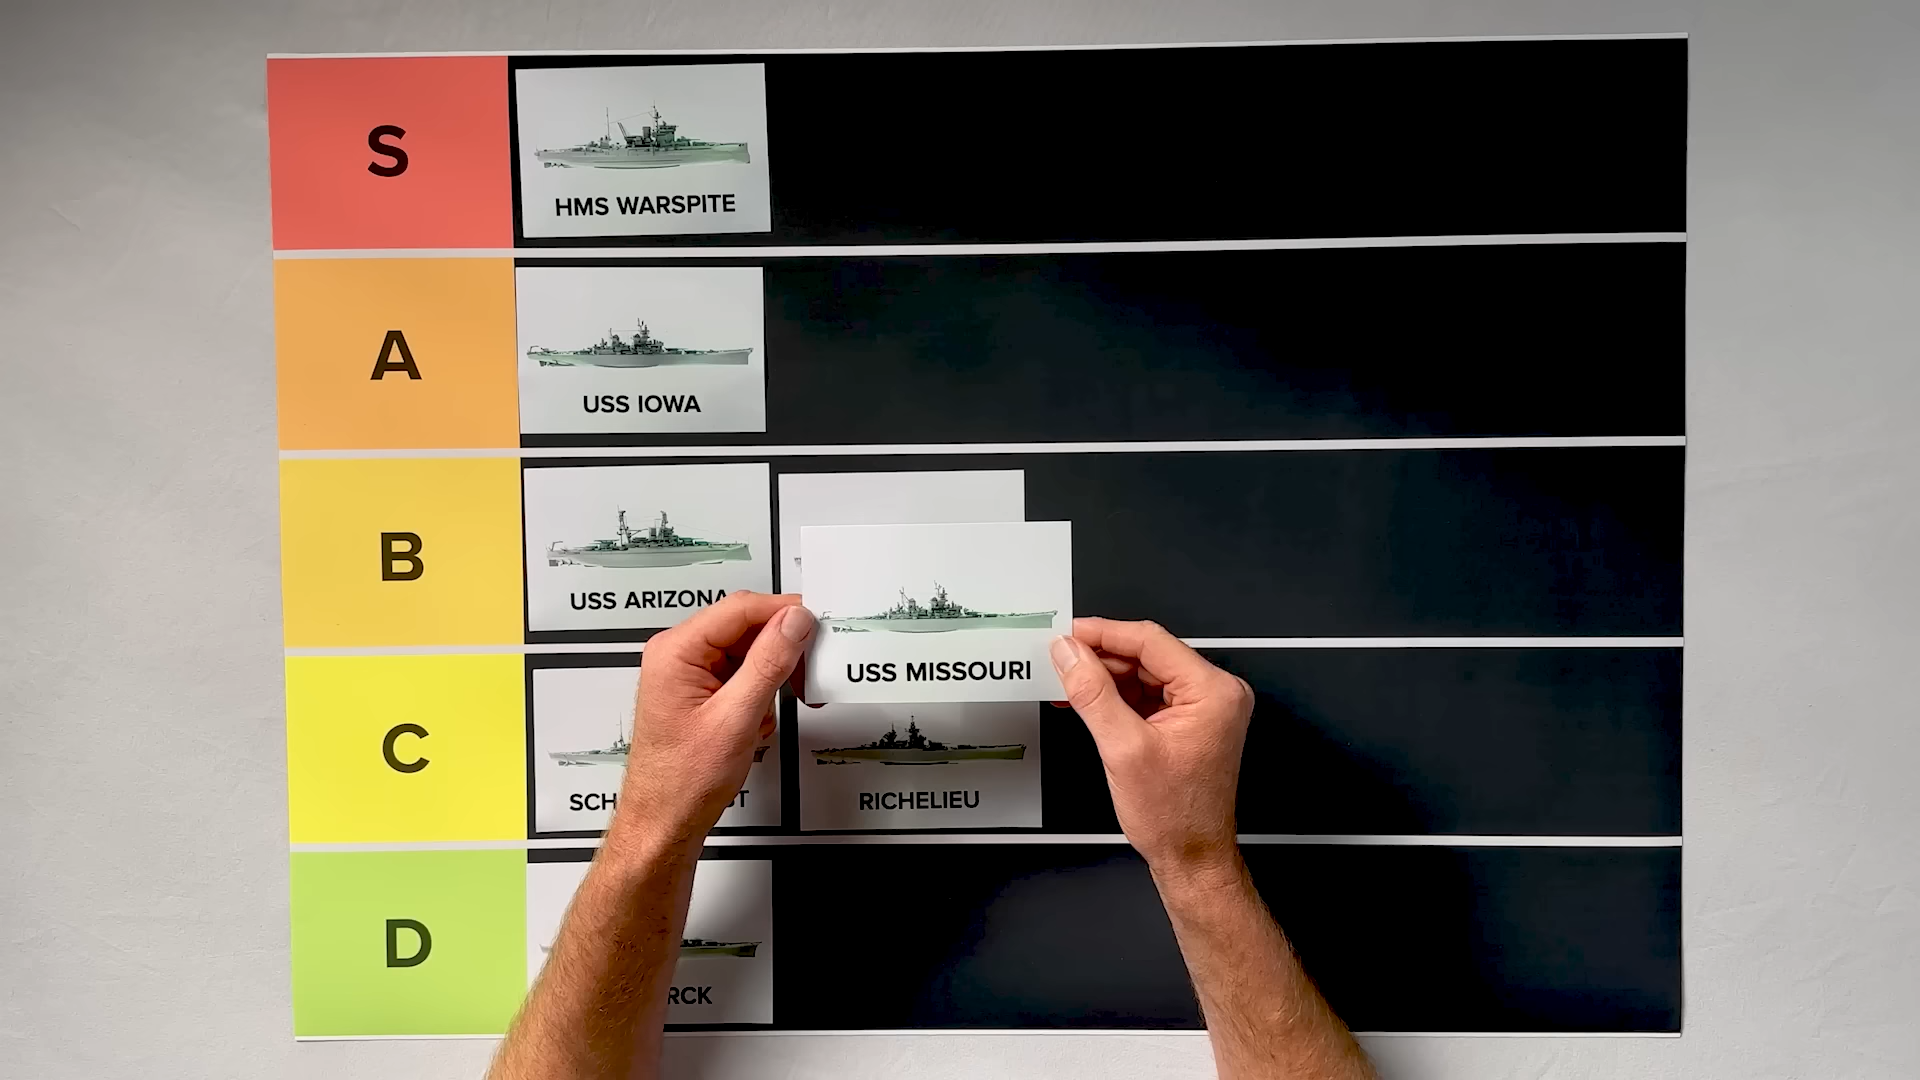 S
HMS WARSPITE
A
USS IOWA
B
USS ARIZONA
USS MISSOURI
C
RICHELIEU
D